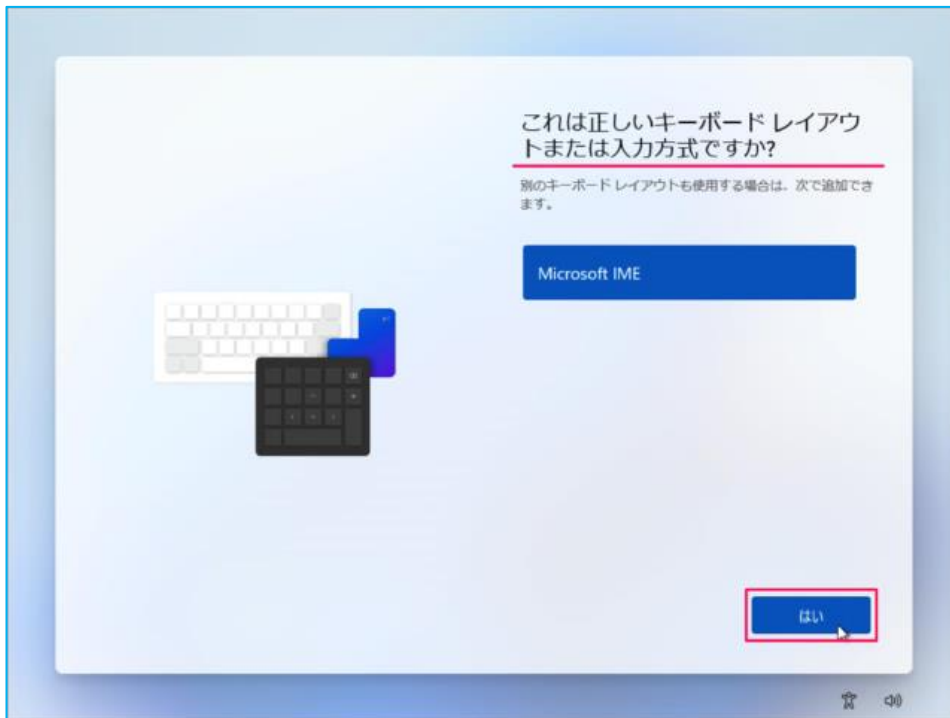 これは正しいキーボード レイアウ
トまたは入力方式ですか?
別のキーボード レイアウトも使用する場合は、次で追加でき
ます。
Microsoft IME
はい